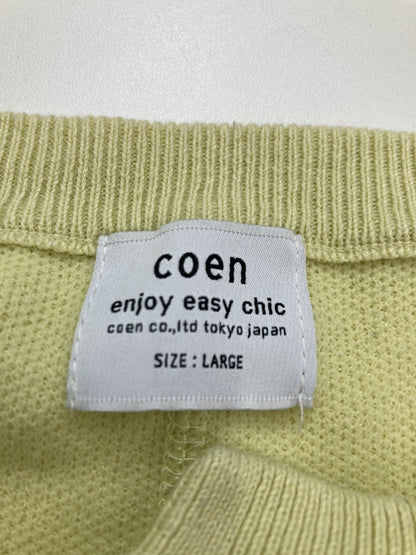 coen
enjoy easy chic
coen co.,ltd tokyo japan
SIZE : LARGE